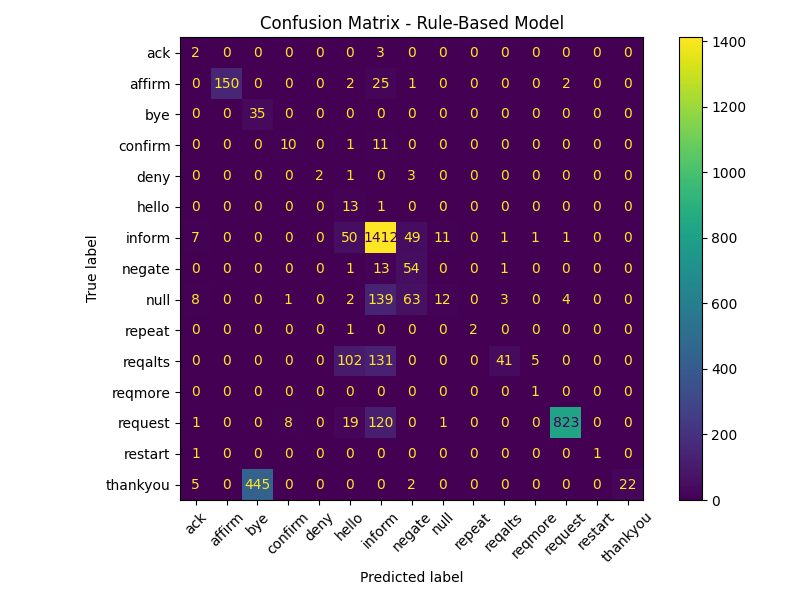 Confusion Matrix - Rule-Based Model
ack 2 0 0 0 0 0 3 0 0 0 0 0 0 0 0
affirm 0 150 0 0 0 2 25 1 0 0 0 0 2 0 0
bye 0 0 35 0 0 0 0 0 0 0 0 0 0 0 0
confirm 0 0 0 10 0 1 11 0 0 0 0 0 0 0 0
deny 0 0 0 0 2 1 0 3 0 0 0 0 0 0 0
hello 0 0 0 0 0 13 1 0 0 0 0 0 0 0 0
inform 7 0 0 0 0 50 1412 49 11 0 1 1 1 0 0
negate 0 0 0 0 0 1 13 54 0 0 1 0 0 0 0
null 8 0 0 1 0 2 139 63 12 0 3 0 4 0 0
repeat 0 0 0 0 0 1 0 0 0 2 0 0 0 0 0
reqalts 0 0 0 0 0 102 131 0 0 0 41 5 0 0 0
reqmore 0 0 0 0 0 0 0 0 0 0 0 1 0 0 0
request 1 0 0 8 0 19 120 0 1 0 0 0 823 0 0
restart 1 0 0 0 0 0 0 0 0 0 0 0 0 1 0
thankyou 5 0 445 0 0 0 0 2 0 0 0 0 0 0 22
ack affirm bye confirm deny hello inform negate null repeat reqalts reqmore request restart thankyou
Predicted label
True label
1400
1200
1000
800
600
400
200
0